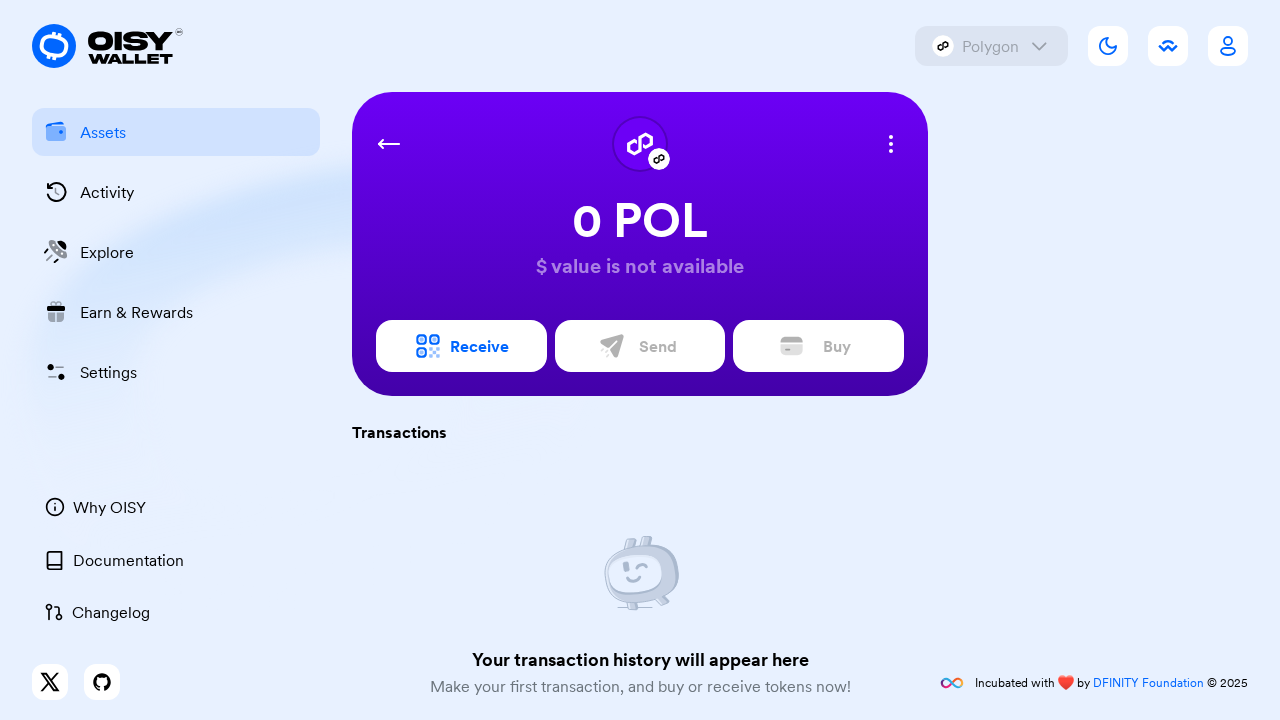 OISY
WALLET
Polygon
Assets
Activity
Explore
Earn & Rewards
Settings
Why OISY
Documentation
Changelog
0 POL
$ value is not available
Receive
Send
Buy
Transactions
Your transaction history will appear here
Make your first transaction, and buy or receive tokens now!
Incubated with ❤️ by DFINITY Foundation © 2025